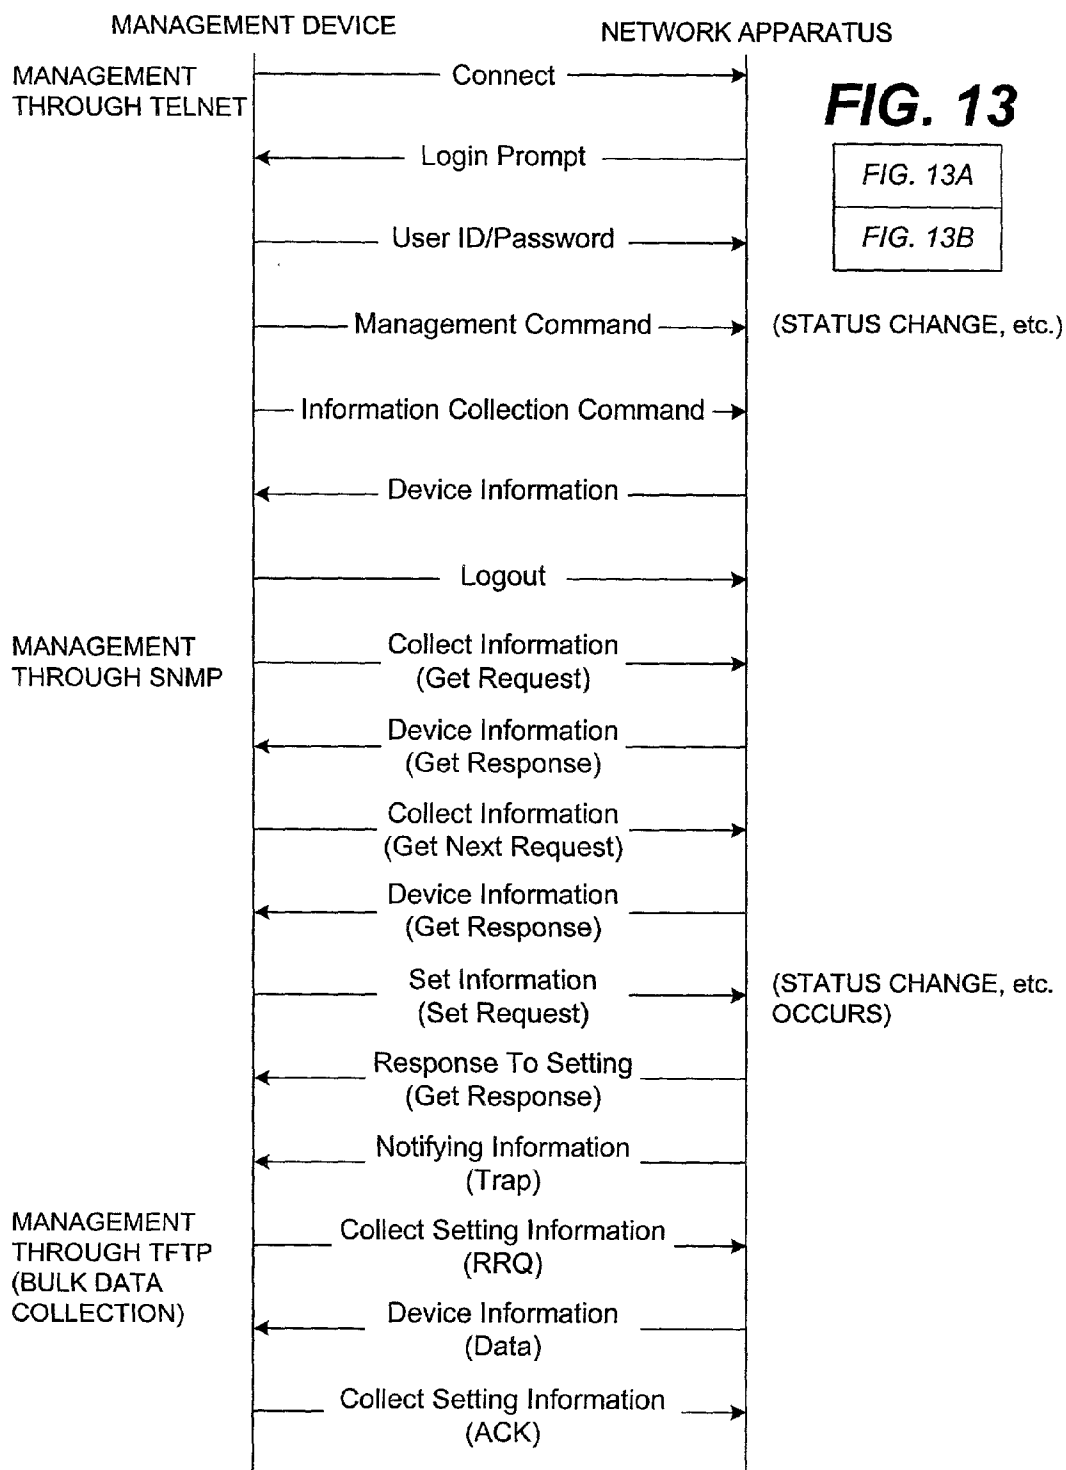 MANAGEMENT DEVICE
NETWORK APPARATUS
MANAGEMENT
THROUGH TELNET
Connect
FIG. 13
FIG. 13A
FIG. 13B
Login Prompt
User ID/Password
Management Command
(STATUS CHANGE, etc.)
Information Collection Command
Device Information
Logout
MANAGEMENT
THROUGH SNMP
Collect Information
(Get Request)
Device Information
(Get Response)
Collect Information
(Get Next Request)
Device Information
(Get Response)
Set Information
(Set Request)
(STATUS CHANGE, etc.
OCCURS)
Response To Setting
(Get Response)
Notifying Information
(Trap)
MANAGEMENT
THROUGH TFTP
(BULK DATA
COLLECTION)
Collect Setting Information
(RRQ)
Device Information
(Data)
Collect Setting Information
(ACK)